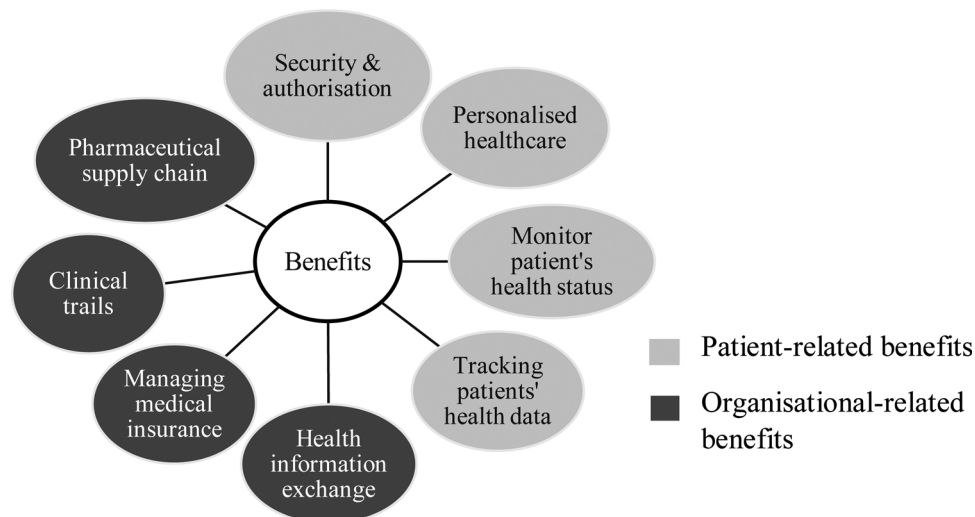 Security &
authorisation
Personalised
healthcare
Pharmaceutical
supply chain
Benefits
Monitor
patient's
health status
Clinical
trails
Tracking
patients'
health data
Managing
medical
insurance
Health
information
exchange
Patient-related benefits
Organisational-related
benefits